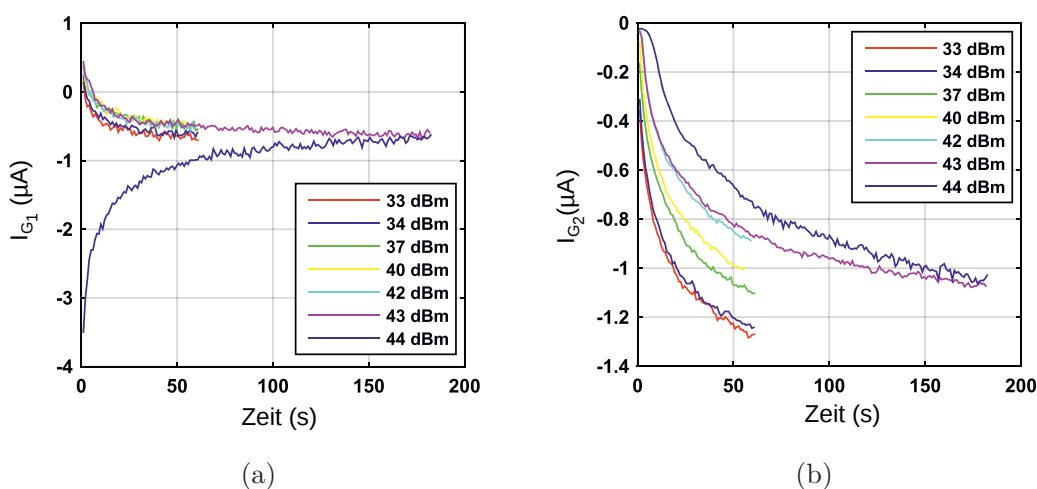 1
0
-1
-2
-3
-4
0
50
100
150
200
I_G1 (µA)
Zeit (s)
33 dBm
34 dBm
37 dBm
40 dBm
42 dBm
43 dBm
44 dBm
(a)
0
-0.2
-0.4
-0.6
-0.8
-1
-1.2
-1.4
0
50
100
150
200
I_G2(µA)
Zeit (s)
33 dBm
34 dBm
37 dBm
40 dBm
42 dBm
43 dBm
44 dBm
(b)